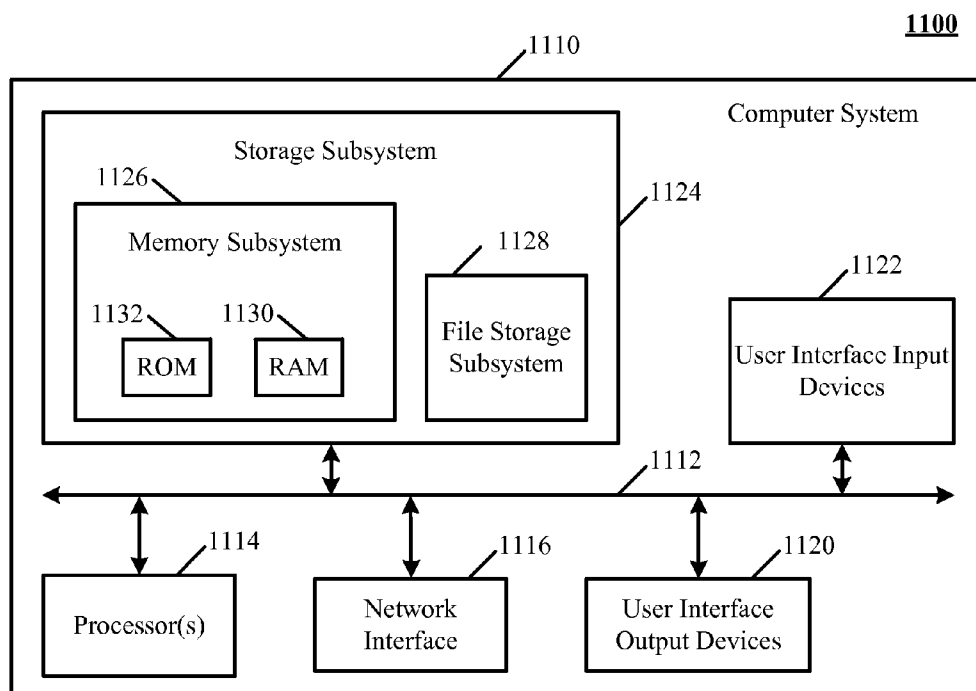 1100
1110
Computer System
Storage Subsystem
1126
1124
Memory Subsystem
1128
1122
1132
1130
File Storage
Subsystem
ROM
RAM
User Interface Input
Devices
1112
1114
1116
1120
Processor(s)
Network
Interface
User Interface
Output Devices